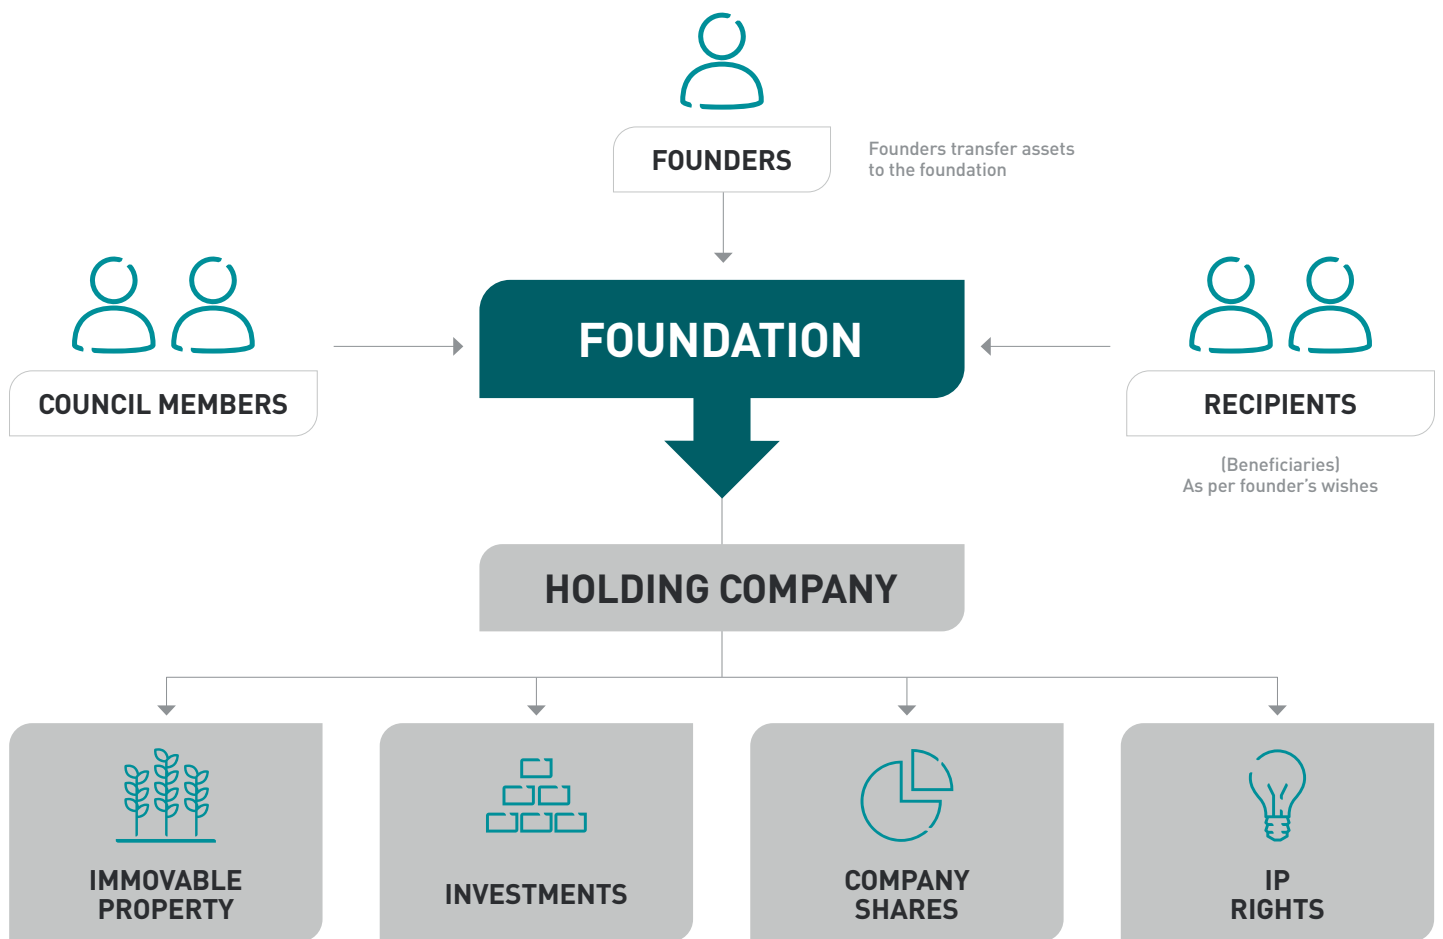 FOUNDERS
Founders transfer assets
to the foundation
FOUNDATION
COUNCIL MEMBERS
RECIPIENTS
(Beneficiaries)
As per founder’s wishes
HOLDING COMPANY
IMMOVABLE
PROPERTY
INVESTMENTS
COMPANY
SHARES
IP
RIGHTS